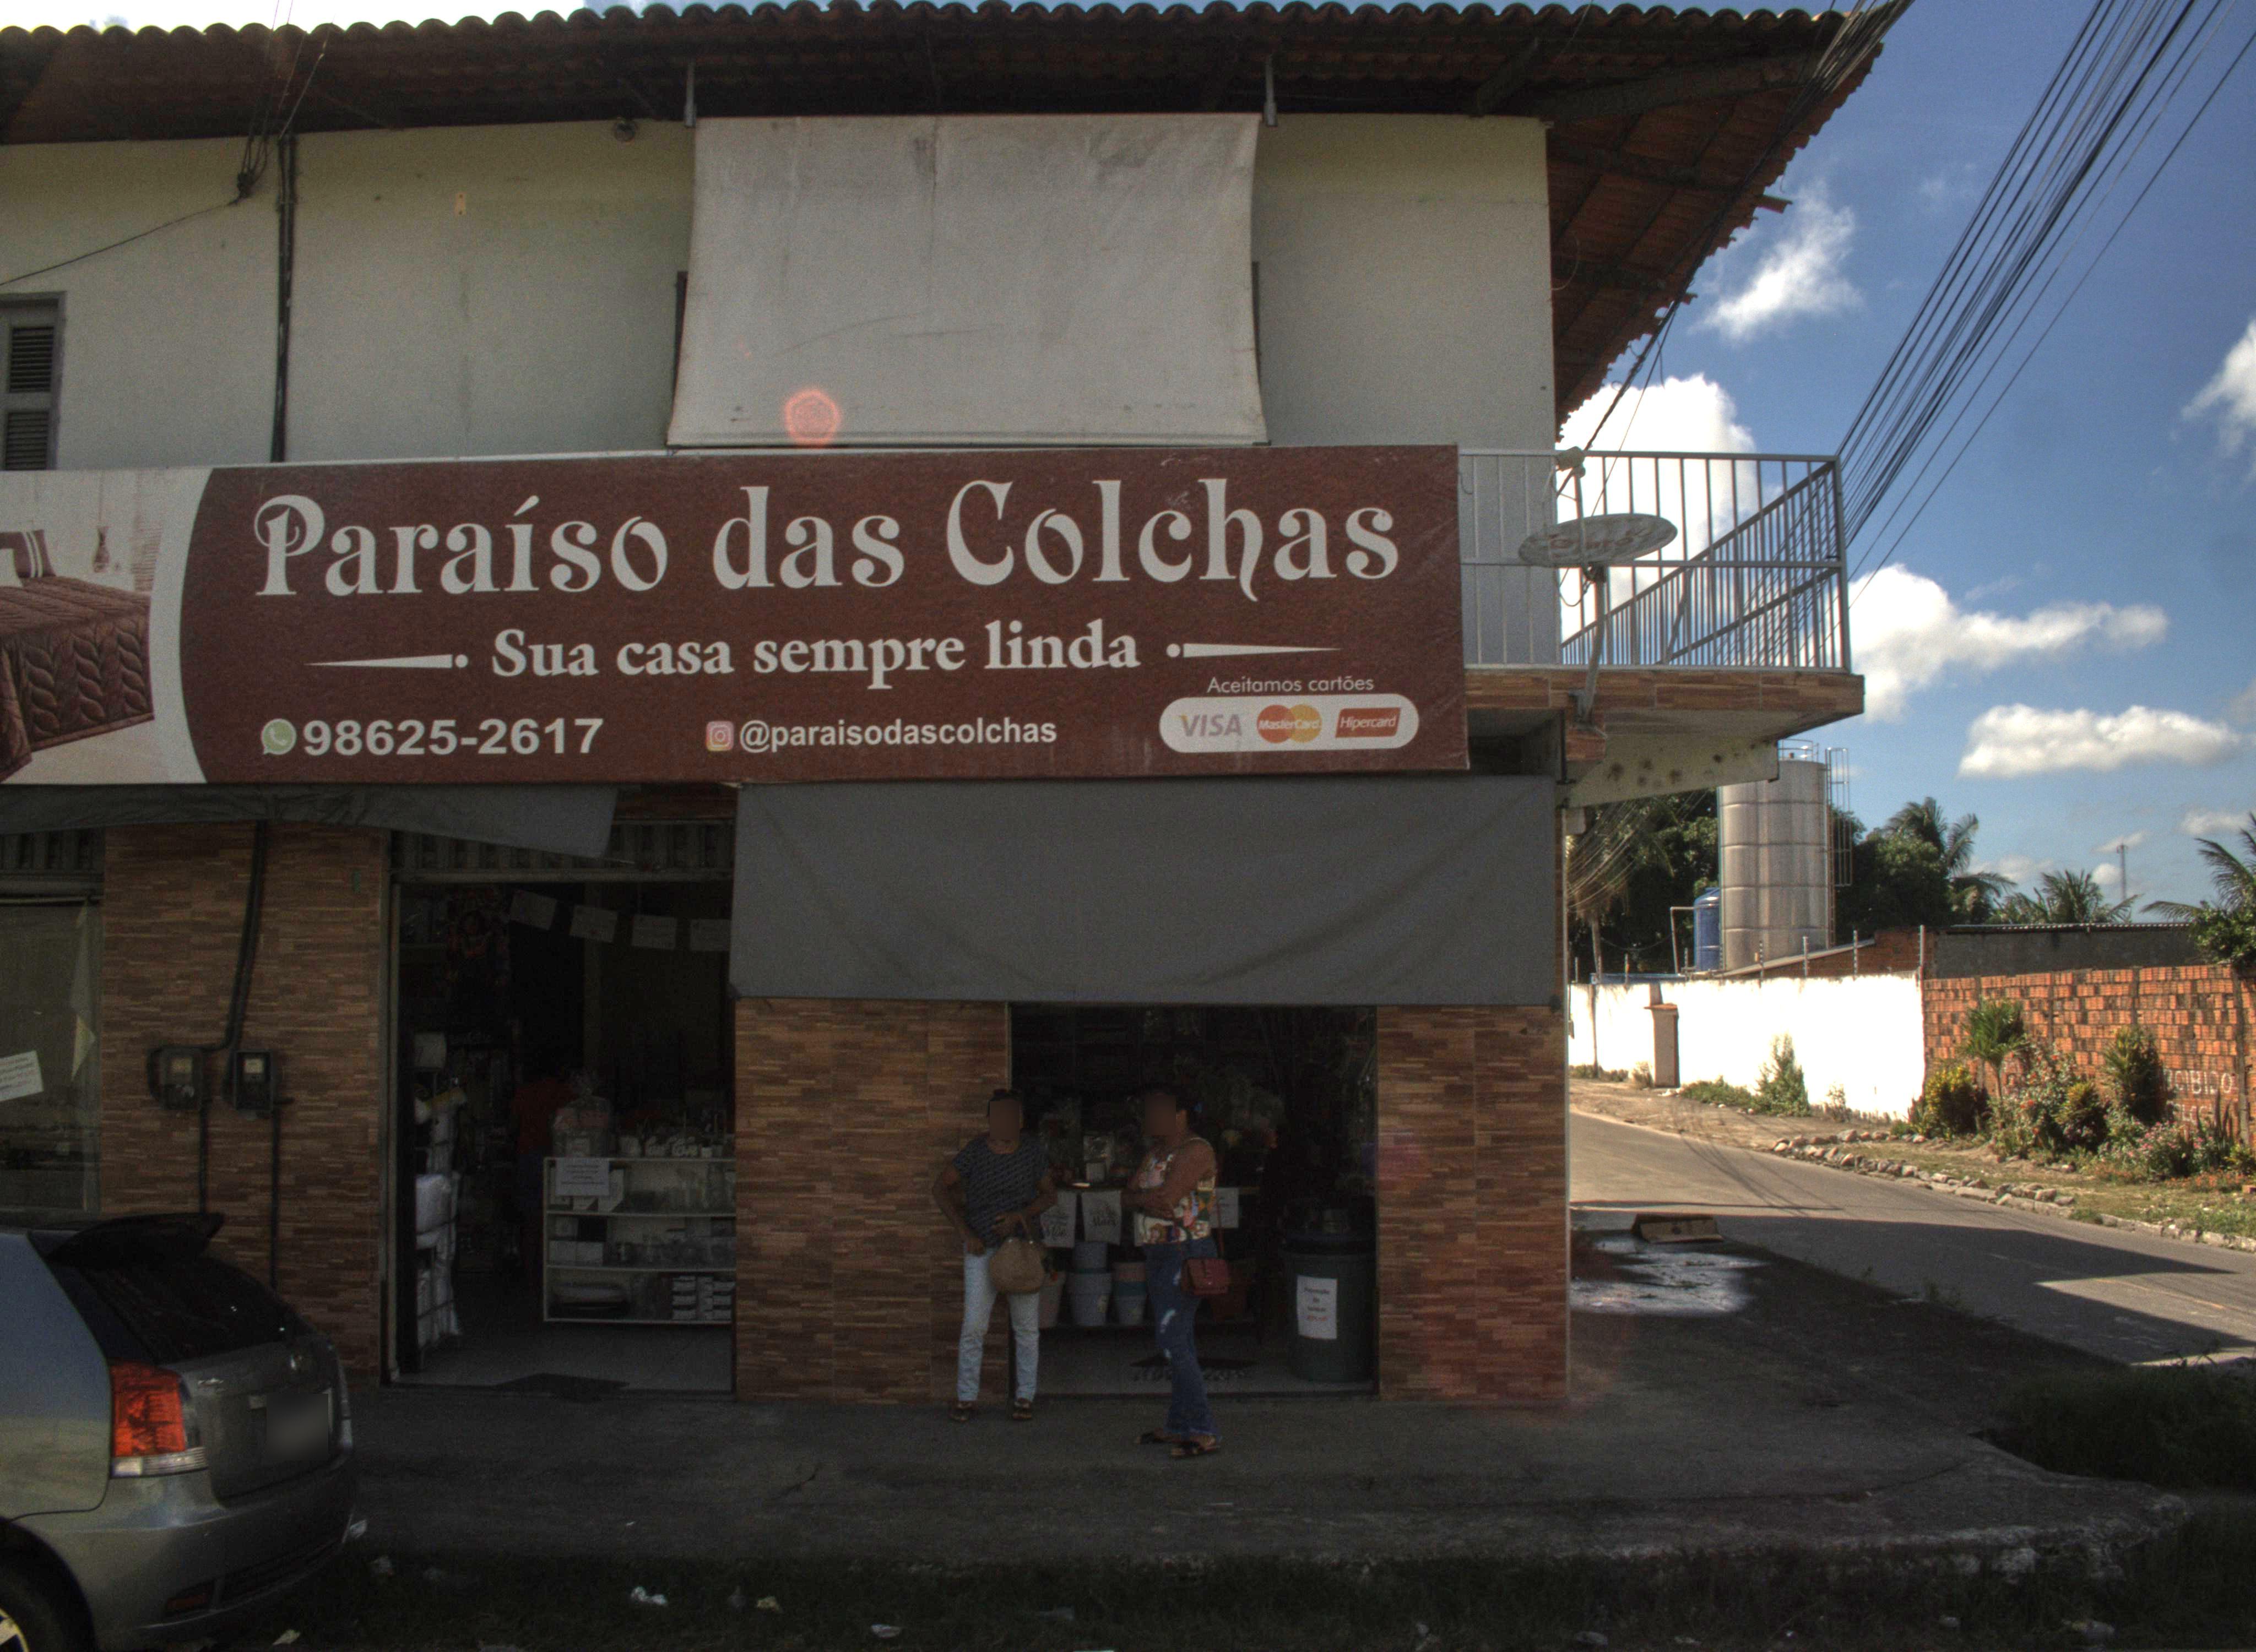 Paraíso das Colchas
Sua casa sempre linda
Aceitamos cartões
98625-2617
@paraisodascolchas
VISA MasterCard Hipercard